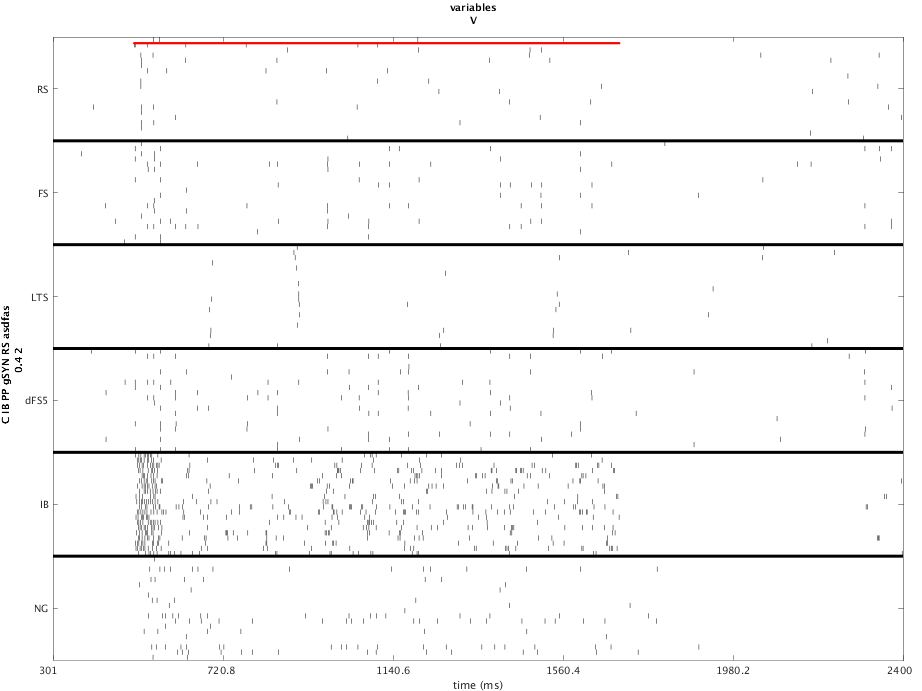 variables
V
RS
FS
LTS
dFS5
IB
NG
C IB PP gSYN RS asdfas
0.4 2
301
720.8
1140.6
1560.4
1980.2
2400
time (ms)